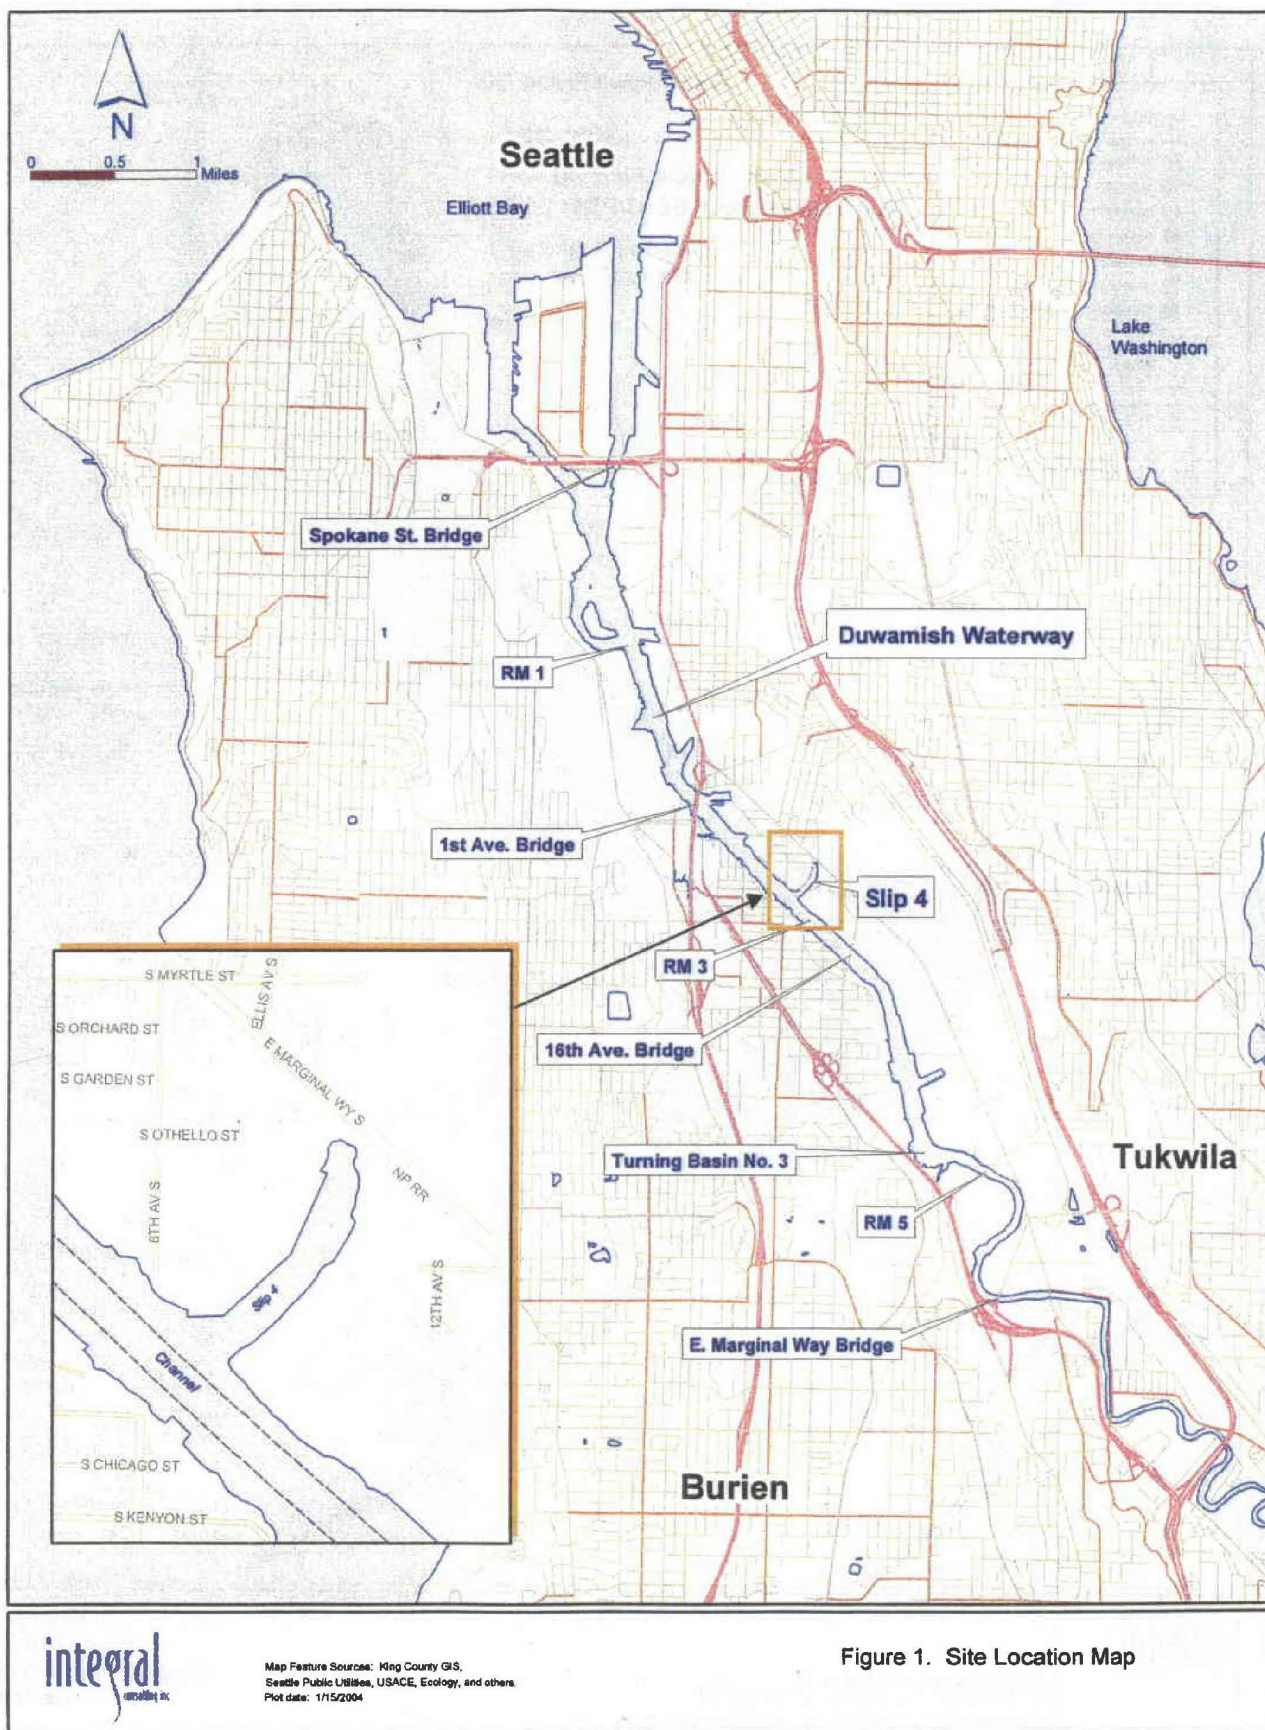 N
0 0.5 1
Miles
Seattle
Elliott Bay
Lake
Washington
Spokane St. Bridge
Duwamish Waterway
RM 1
1st Ave. Bridge
Slip 4
RM 3
16th Ave. Bridge
Turning Basin No. 3
Tukwila
RM 5
E. Marginal Way Bridge
Burien
S MYRTLE ST
ELLIS AV S
S ORCHARD ST
E MARGINAL WY S
S GARDEN ST
S OTHELLO ST
NP RR
6TH AV S
12TH AV S
Slip 4
Channel
S CHICAGO ST
S KENYON ST
integral
consulting inc
Map Feature Sources: King County GIS,
Seattle Public Utilities, USACE, Ecology, and others.
Plot date: 1/15/2004
Figure 1. Site Location Map